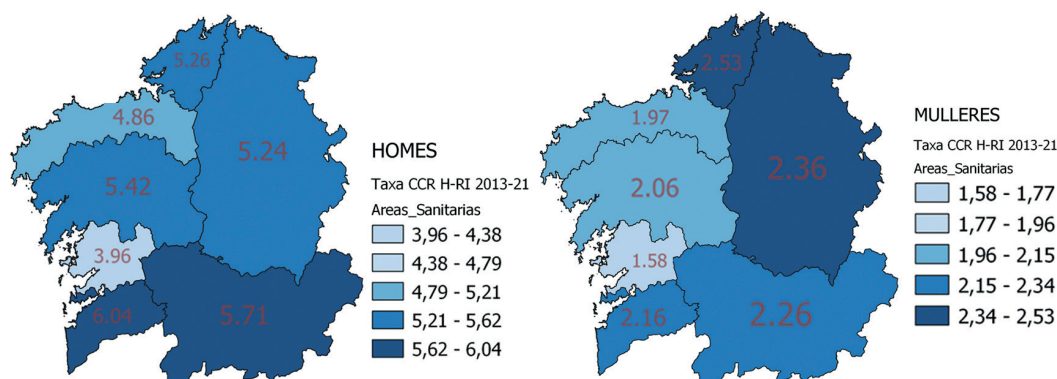 5.26
4.86
5.24
5.42
3.96
6.04
5.71
HOMES
Taxa CCR H-RI 2013-21
Areas_Sanitarias
3,96 - 4,38
4,38 - 4,79
4,79 - 5,21
5,21 - 5,62
5,62 - 6,04
2.53
1.97
2.36
2.06
1.58
2.16
2.26
MULLERES
Taxa CCR H-RI 2013-21
Areas_Sanitarias
1,58 - 1,77
1,77 - 1,96
1,96 - 2,15
2,15 - 2,34
2,34 - 2,53